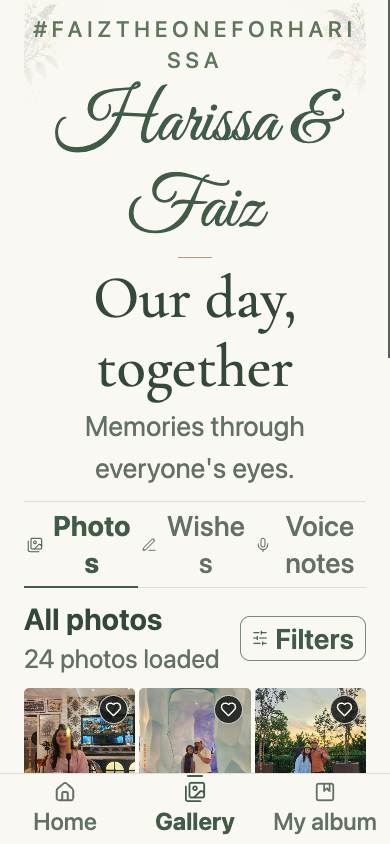 #FAIZTHEONEFORHARI
SSA
Harissa &
Faiz
Our day,
together
Memories through
everyone's eyes.
Photo
s
Wishe
s
Voice
notes
All photos
24 photos loaded
Filters
Home
Gallery
My album